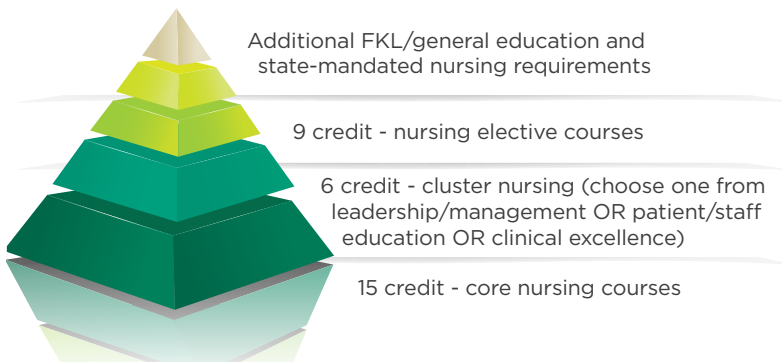 Additional FKL/general education and
state-mandated nursing requirements
9 credit - nursing elective courses
6 credit - cluster nursing (choose one from
leadership/management OR patient/staff
education OR clinical excellence)
15 credit - core nursing courses